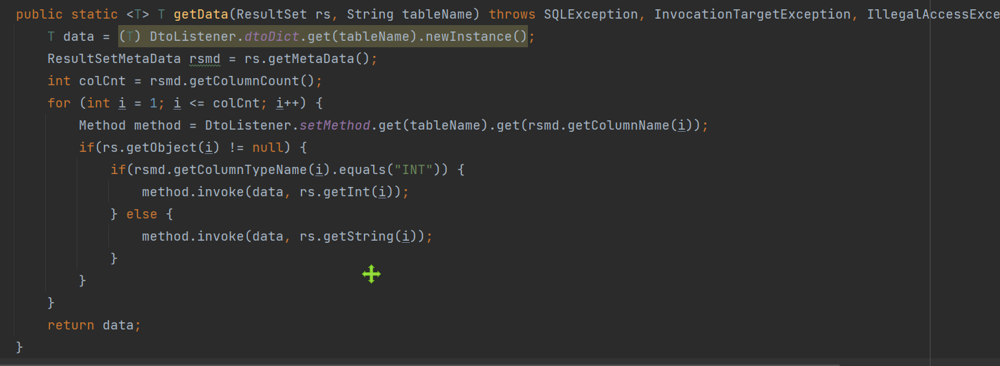 public static <T> T getData(ResultSet rs, String tableName) throws SQLException, InvocationTargetException, IllegalAccessExce
    T data = (T) DtoListener.dtoDict.get(tableName).newInstance();
    ResultSetMetaData rsmd = rs.getMetaData();
    int colCnt = rsmd.getColumnCount();
    for (int i = 1; i <= colCnt; i++) {
        Method method = DtoListener.setMethod.get(tableName).get(rsmd.getColumnName(i));
        if(rs.getObject(i) != null) {
            if(rsmd.getColumnTypeName(i).equals("INT")) {
                method.invoke(data, rs.getInt(i));
            } else {
                method.invoke(data, rs.getString(i));
            }
        }
    }
    return data;
}